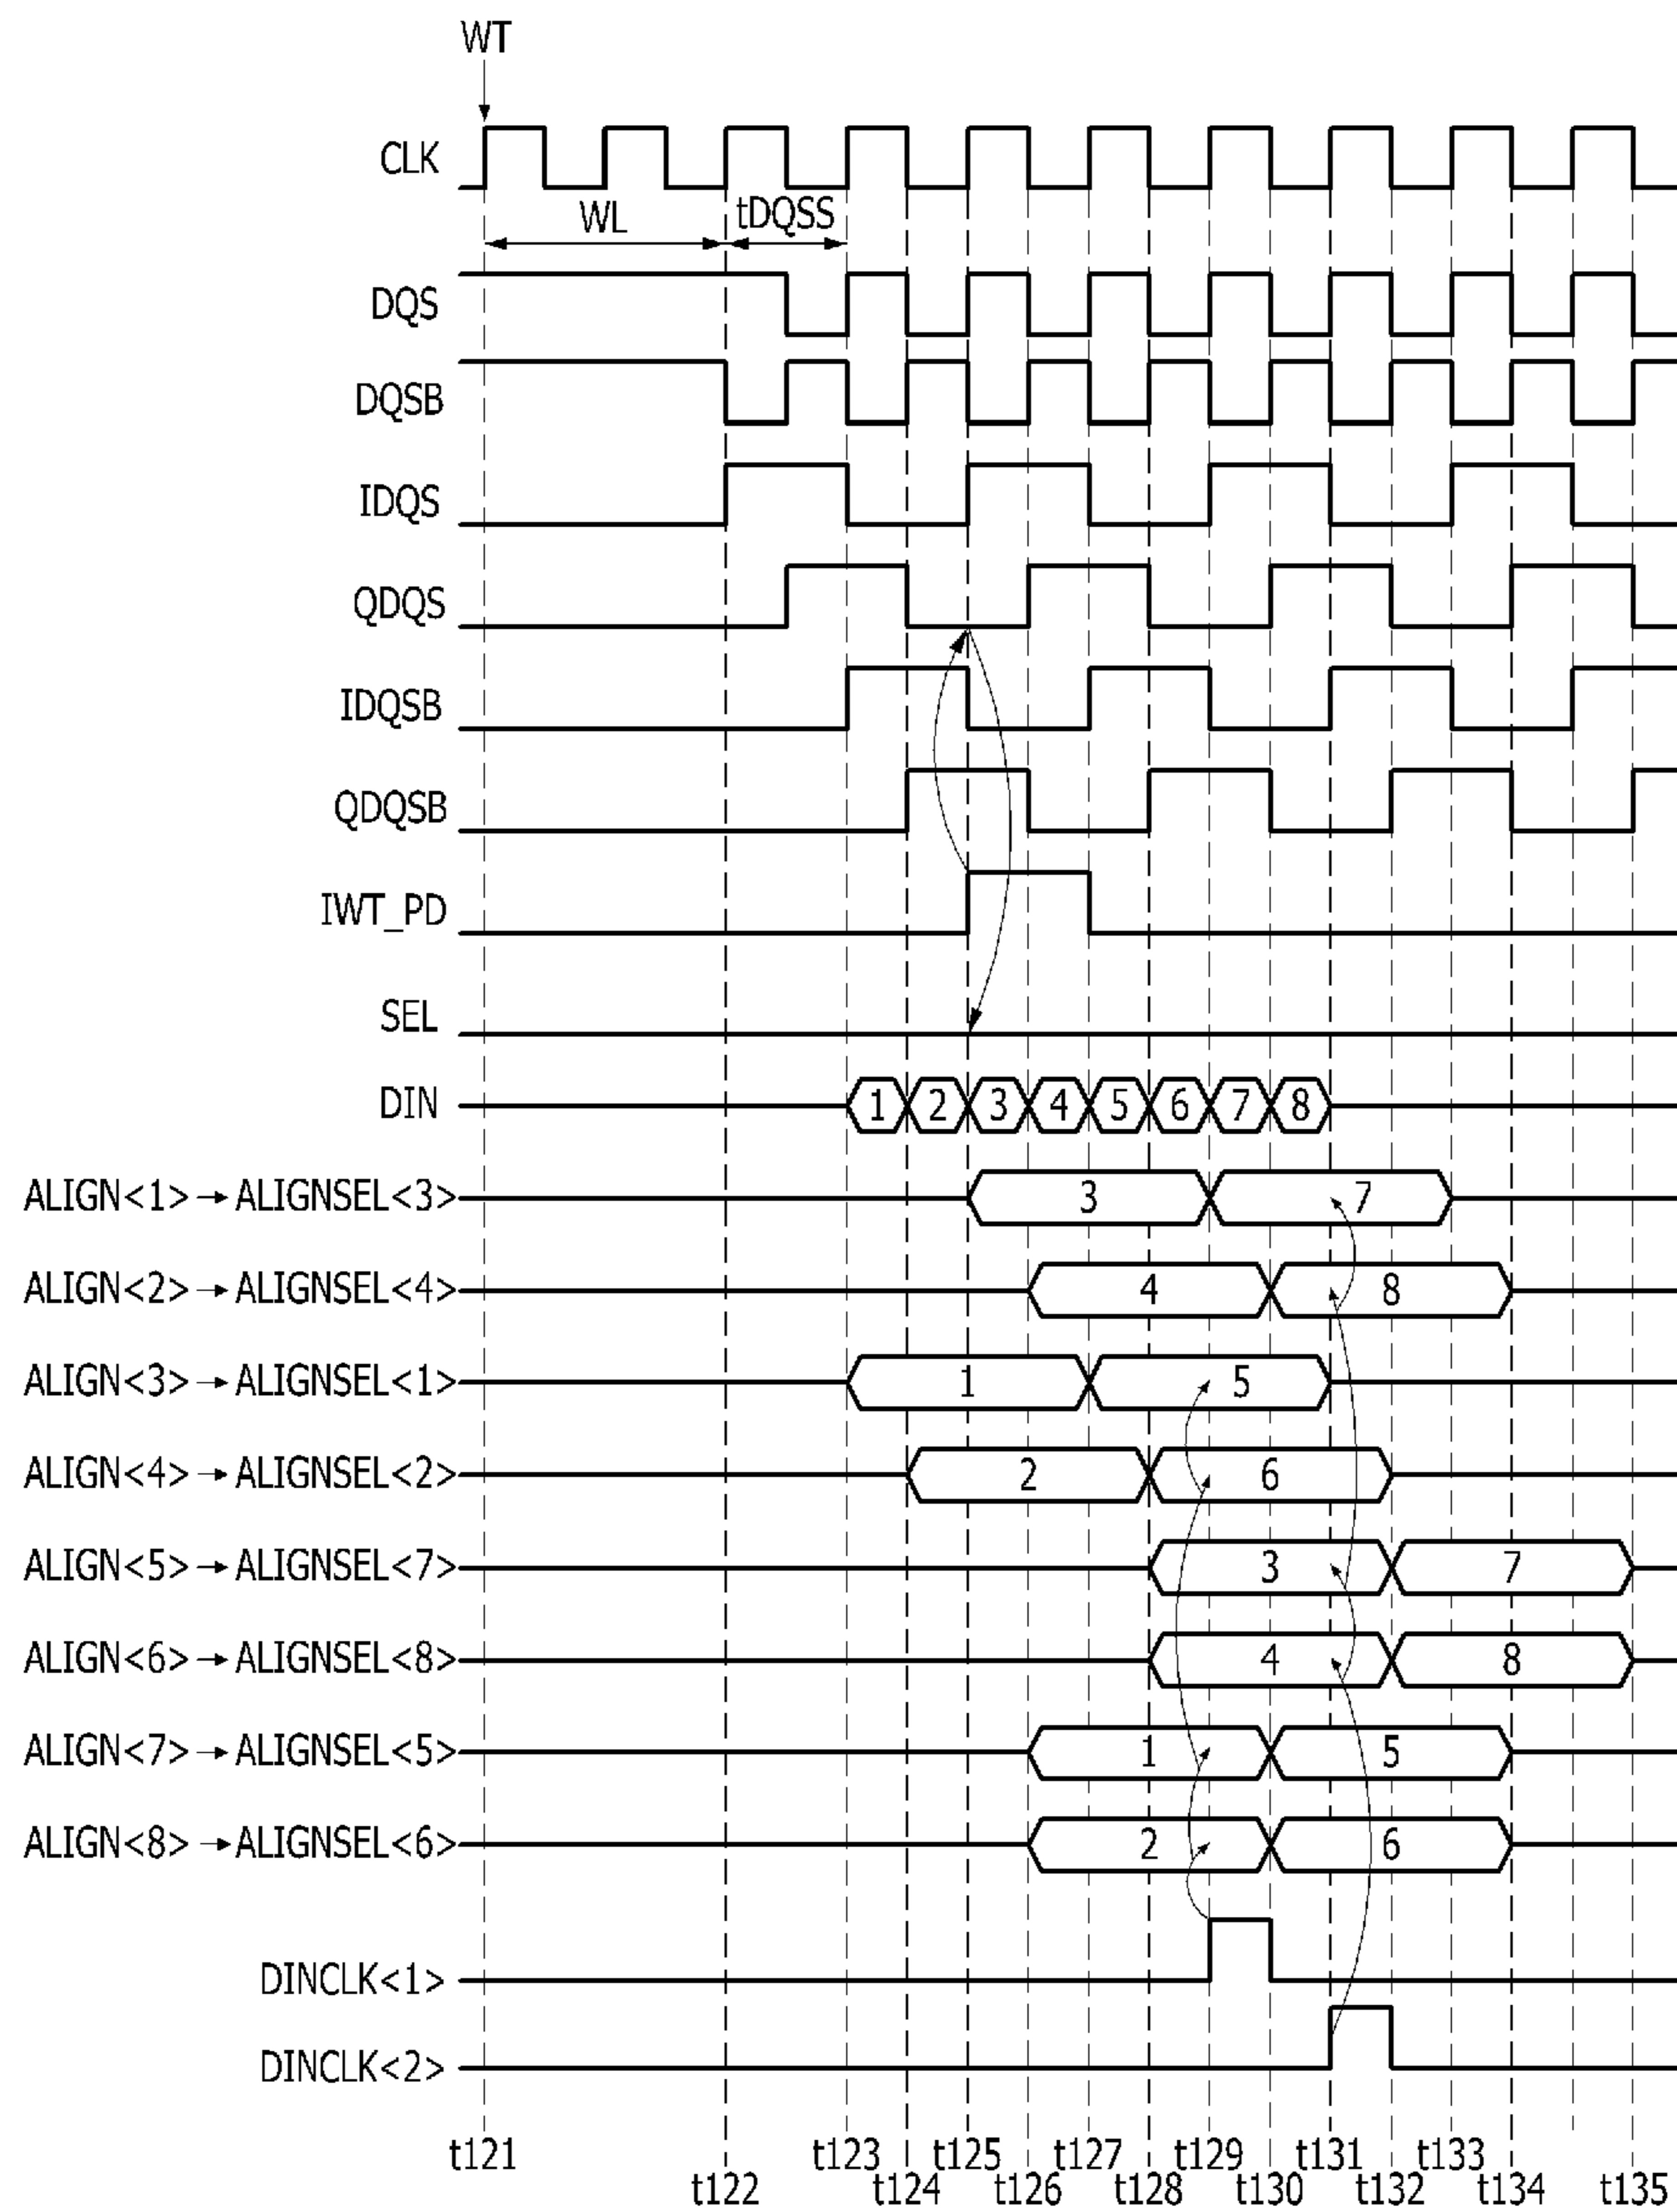 WT
CLK
WL
tDQSS
DQS
DQSB
IDQS
QDQS
IDQSB
QDQSB
IWT_PD
SEL
DIN
1 2 3 4 5 6 7 8
ALIGN<1>→ALIGNSEL<3>
3 7
ALIGN<2>→ALIGNSEL<4>
4 8
ALIGN<3>→ALIGNSEL<1>
1 5
ALIGN<4>→ALIGNSEL<2>
2 6
ALIGN<5>→ALIGNSEL<7>
3 7
ALIGN<6>→ALIGNSEL<8>
4 8
ALIGN<7>→ALIGNSEL<5>
1 5
ALIGN<8>→ALIGNSEL<6>
2 6
DINCLK<1>
DINCLK<2>
t121 t123 t125 t127 t129 t131 t133
t122 t124 t126 t128 t130 t132 t134 t135